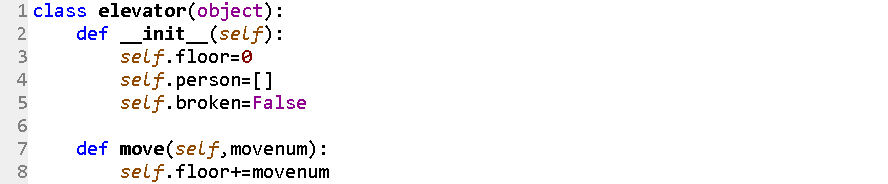 1 class elevator(object):
2     def __init__(self):
3         self.floor=0
4         self.person=[]
5         self.broken=False
6
7     def move(self,movenum):
8         self.floor+=movenum